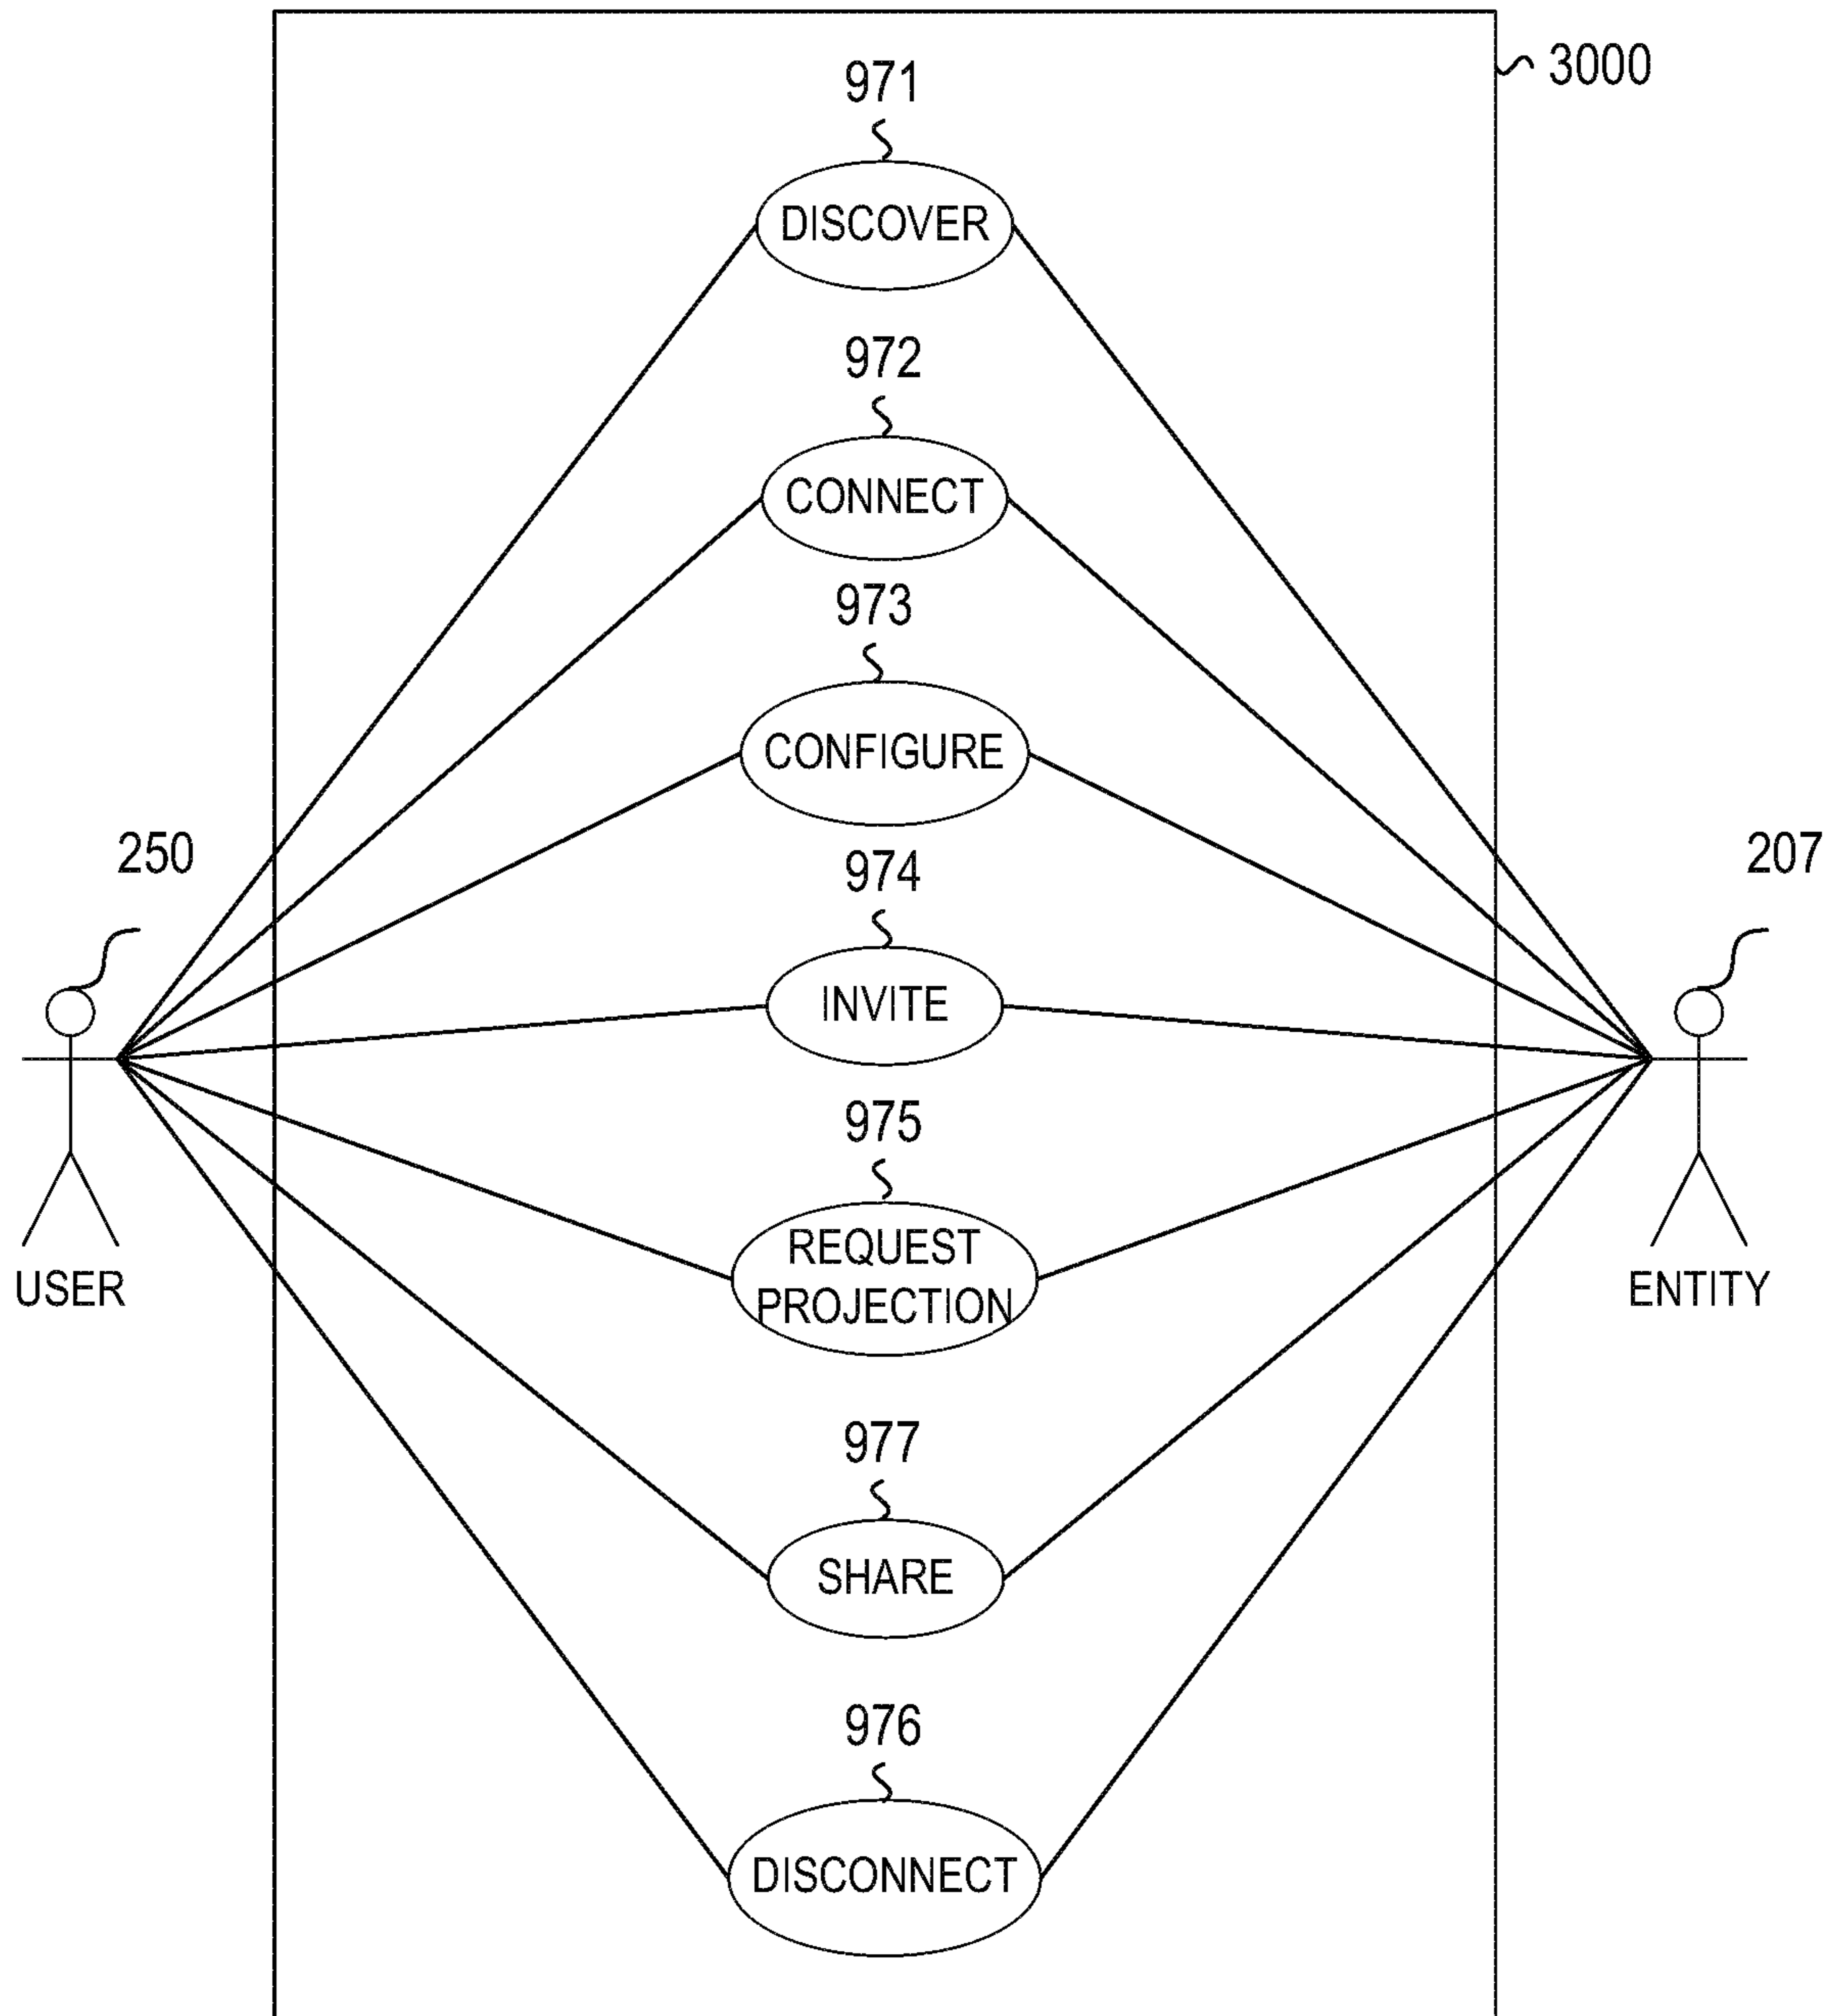 3000
971
DISCOVER
972
CONNECT
973
CONFIGURE
250
207
974
INVITE
975
REQUEST
PROJECTION
USER
ENTITY
977
SHARE
976
DISCONNECT